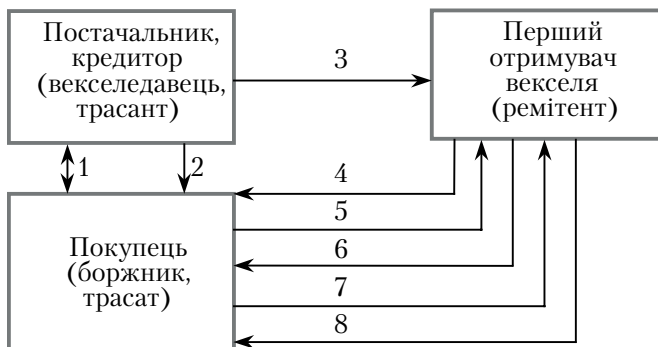 Постачальник,
кредитор
(векселедавець,
трасант)
3
Перший
отримувач
векселя
(ремітент)
1
2
4
5
6
7
8
Покупець
(боржник,
трасат)